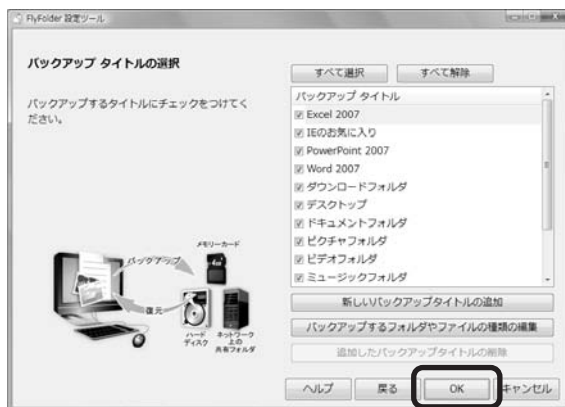 FlyFolder 設定ツール
バックアップ タイトルの選択
バックアップするタイトルにチェックをつけてく
ださい。
すべて選択
すべて解除
バックアップ タイトル
Excel 2007
IEのお気に入り
PowerPoint 2007
Word 2007
ダウンロードフォルダ
デスクトップ
ドキュメントフォルダ
ピクチャフォルダ
ビデオフォルダ
ミュージックフォルダ
バックアップ
メモリーカード
復元
ハード
ディスク
ネットワーク
上の
共有フォルダ
新しいバックアップタイトルの追加
バックアップするフォルダやファイルの種類の編集
追加したバックアップタイトルの削除
ヘルプ
戻る
OK
キャンセル